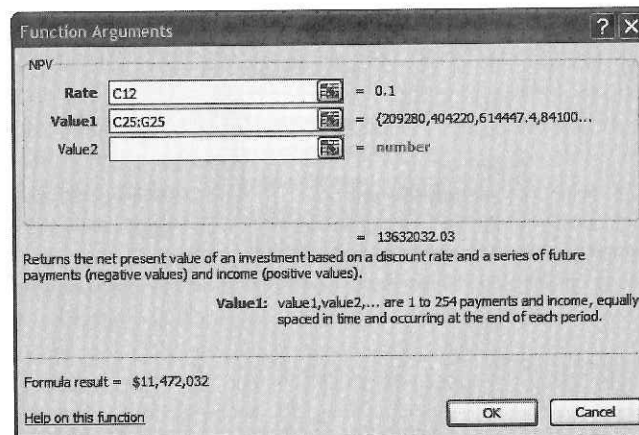 Function Arguments
NPV
Rate C12 = 0.1
Value1 C25:G25 = {209280,404220,614447.4,84100...
Value2 = number
= 13632032.03
Returns the net present value of an investment based on a discount rate and a series of future
payments (negative values) and income (positive values).
Value1: value1,value2,... are 1 to 254 payments and income, equally
spaced in time and occurring at the end of each period.
Formula result = $11,472,032
Help on this function
OK Cancel